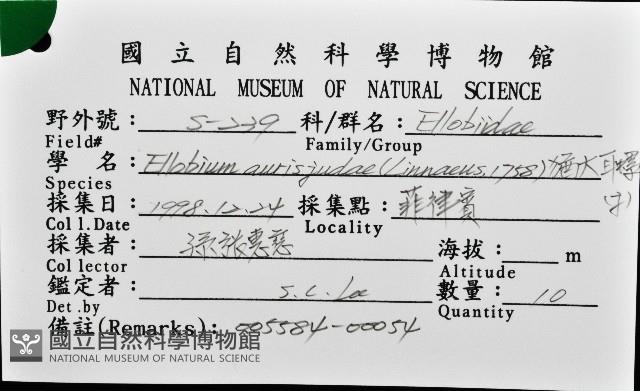 國立自然科學博物館
NATIONAL MUSEUM OF NATURAL SCIENCE
野外號： S-239 科/群名： Ellobiidae
Field# Family/Group
學 名： Ellobium aurisjudae (Linnaeus, 1758)
Species
採集日： 1998.12.24 採集點： 菲律賓
Coll.Date Locality
採集者： 海拔： m
Collector Altitude
鑑定者： S.C. Lee 數量： 10
Det.by Quantity
備註(Remarks)： 005584-00054
國立自然科學博物館
NATIONAL MUSEUM OF NATURAL SCIENCE